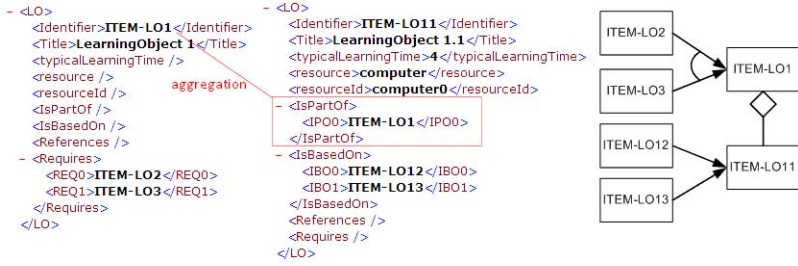 - <LO>
<Identifier>ITEM-LO1</Identifier>
<Title>LearningObject 1</Title>
<typicalLearningTime />
<resource />
<resourceId />
<IsPartOf />
<IsBasedOn />
<References />
- <Requires>
<REQ0>ITEM-LO2</REQ0>
<REQ1>ITEM-LO3</REQ1>
</Requires>
</LO>
aggregation
- <LO>
<Identifier>ITEM-LO11</Identifier>
<Title>LearningObject 1.1</Title>
<typicalLearningTime>4</typicalLearningTime>
<resource>computer</resource>
<resourceId>computer0</resourceId>
- <IsPartOf>
<IPO0>ITEM-LO1</IPO0>
</IsPartOf>
- <IsBasedOn>
<IBO0>ITEM-LO12</IBO0>
<IBO1>ITEM-LO13</IBO1>
</IsBasedOn>
<References />
<Requires />
</LO>
ITEM-LO2
ITEM-LO1
ITEM-LO3
ITEM-LO12
ITEM-LO11
ITEM-LO13